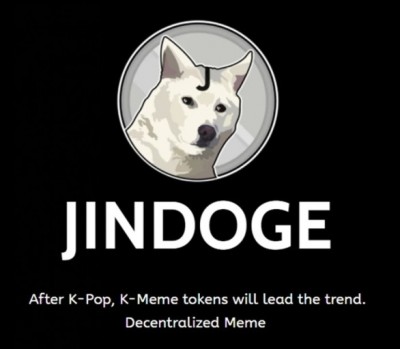 J
JINDOGE
After K-Pop, K-Meme tokens will lead the trend.
Decentralized Meme